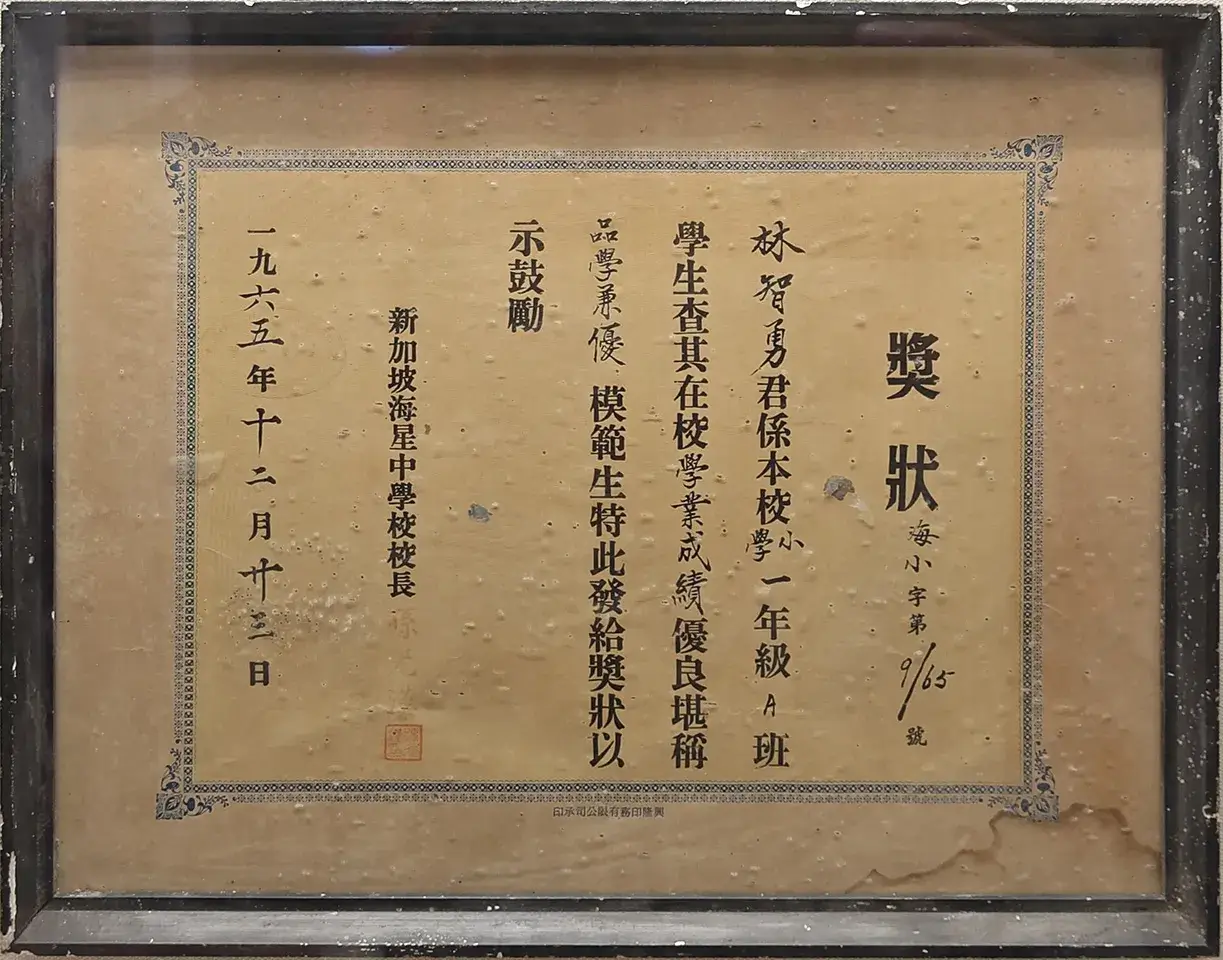 獎狀
海小字第9/65號
林智勇君係本校小學一年級A班
學生查其在校學業成績優良堪稱
品學兼優模範生特此發給獎狀以
示鼓勵
新加坡海星中學校校長
一九六五年十二月廿三日
興隆印務有限公司承印